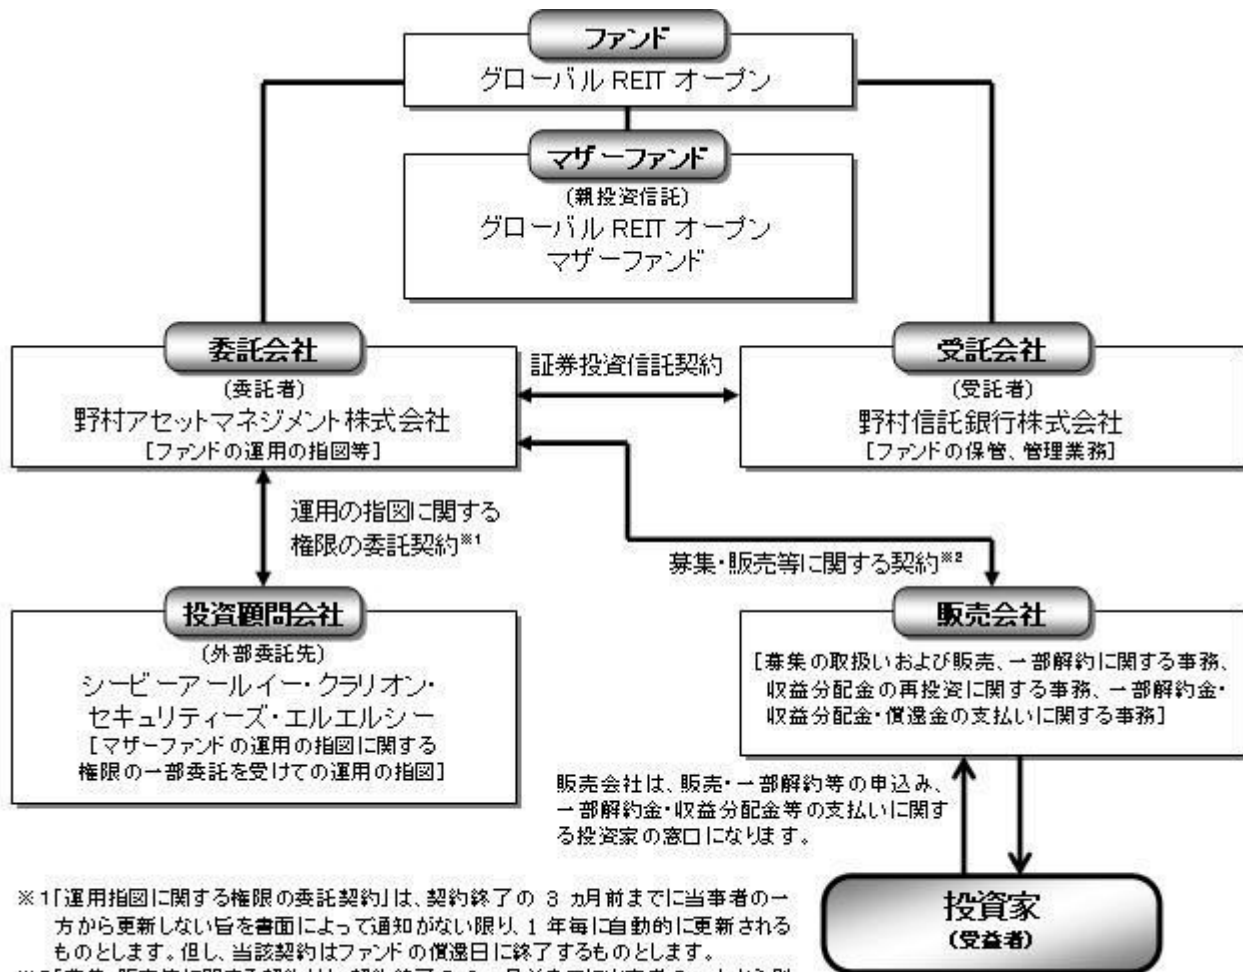 ファンド
グローバル REIT オープン
マザーファンド
(親投資信託)
グローバル REIT オープン
マザーファンド
委託会社
(委託者)
野村アセットマネジメント株式会社
[ファンドの運用の指図等]
証券投資信託契約
受託会社
(受託者)
野村信託銀行株式会社
[ファンドの保管、管理業務]
運用の指図に関する
権限の委託契約※1
募集・販売等に関する契約※2
投資顧問会社
(外部委託先)
シービーアールイー・クラリオン・
セキュリティーズ・エルエルシー
[マザーファンドの運用の指図に関する
権限の一部委託を受けての運用の指図]
販売会社
[募集の取扱いおよび販売、一部解約に関する事務、
収益分配金の再投資に関する事務、一部解約金・
収益分配金・償還金の支払いに関する事務]
販売会社は、販売・一部解約等の申込み、
一部解約金・収益分配金等の支払いに関す
る投資家の窓口になります。
投資家
(受益者)
※1「運用指図に関する権限の委託契約」は、契約終了の 3 ヵ月前までに当事者の一
方から更新しない旨を書面によって通知がない限り、1 年毎に自動的に更新される
ものとします。但し、当該契約はファンドの償還日に終了するものとします。